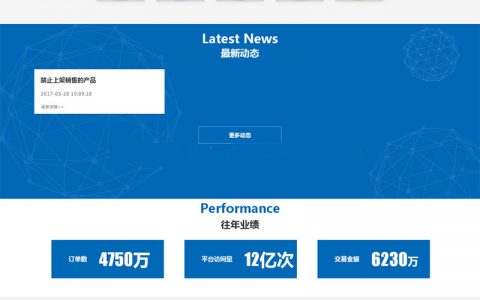 Latest News
最新动态
禁止上架销售的产品
2017-03-28 15:09:18
查看详情>>
更多动态
Performance
往年业绩
订单数 4750万
平台访问量 12亿次
交易金额 6230万